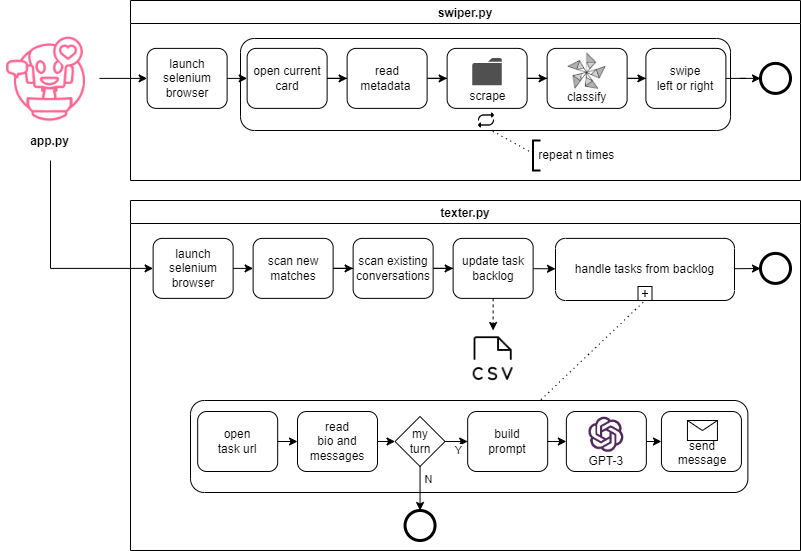 swiper.py
launch
selenium
browser
open current
card
read
metadata
scrape
classify
swipe
left or right
app.py
repeat n times
texter.py
launch
selenium
browser
scan new
matches
scan existing
conversations
update task
backlog
handle tasks from backlog
+
CSV
open
task url
read
bio and
messages
my
turn
Y
N
build
prompt
GPT-3
send
message